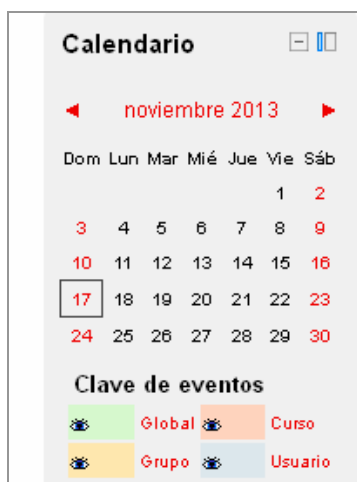 Calendario
noviembre 2013
Dom Lun Mar Mié Jue Vie Sáb
1 2
3 4 5 6 7 8 9
10 11 12 13 14 15 16
17 18 19 20 21 22 23
24 25 26 27 28 29 30
Clave de eventos
Global Curso
Grupo Usuario